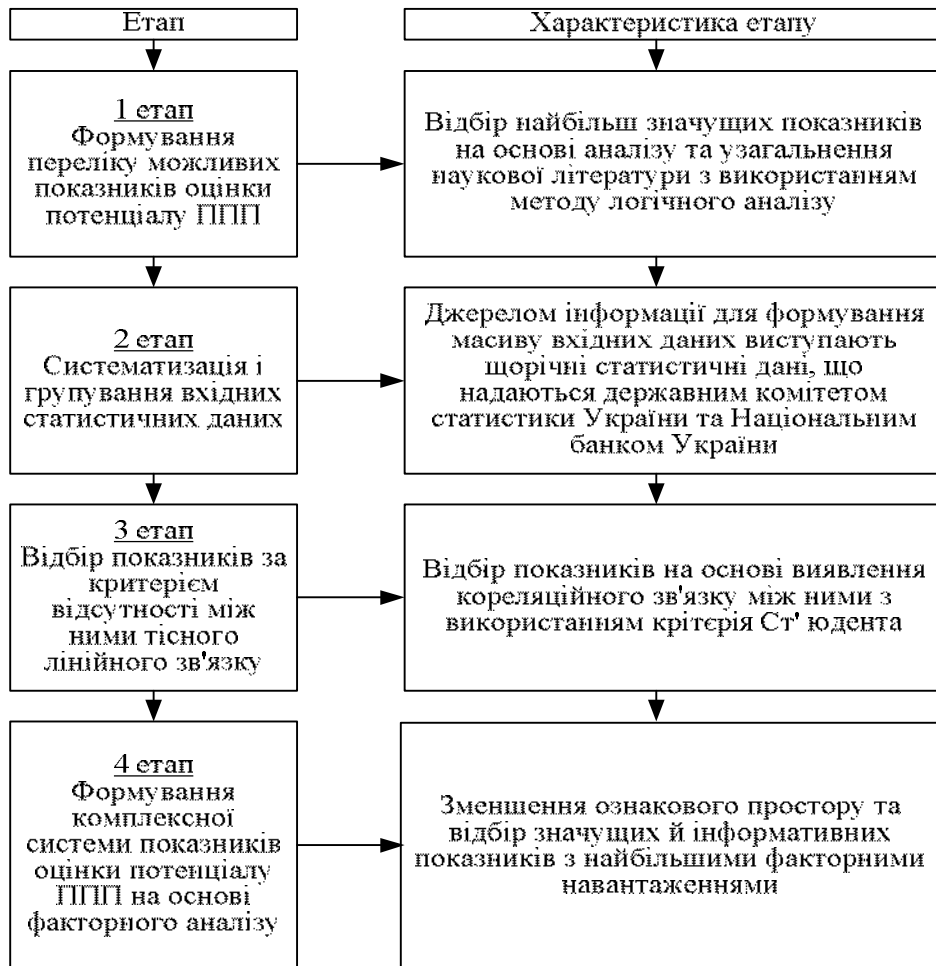 Етап
Характеристика етапу
1 етап
Формування
переліку можливих
показників оцінки
потенціалу ППП
Відбір найбільш значущих показників
на основі аналізу та узагальнення
наукової літератури з використанням
методу логічного аналізу
2 етап
Систематизація і
групування вхідних
статистичних даних
Джерелом інформації для формування
масиву вхідних даних виступають
щорічні статистичні дані, що
надаються державним комітетом
статистики України та Національним
банком України
3 етап
Відбір показників за
критерієм
відсутності між
ними тісного
лінійного зв'язку
Відбір показників на основі виявлення
кореляційного зв'язку між ними з
використанням крітєрія Ст' юдента
4 етап
Формування
комплексної
системи показників
оцінки потенціалу
ППП на основі
факторного аналізу
Зменшення ознакового простору та
відбір значущих й інформативних
показників з найбільшими факторними
навантаженнями